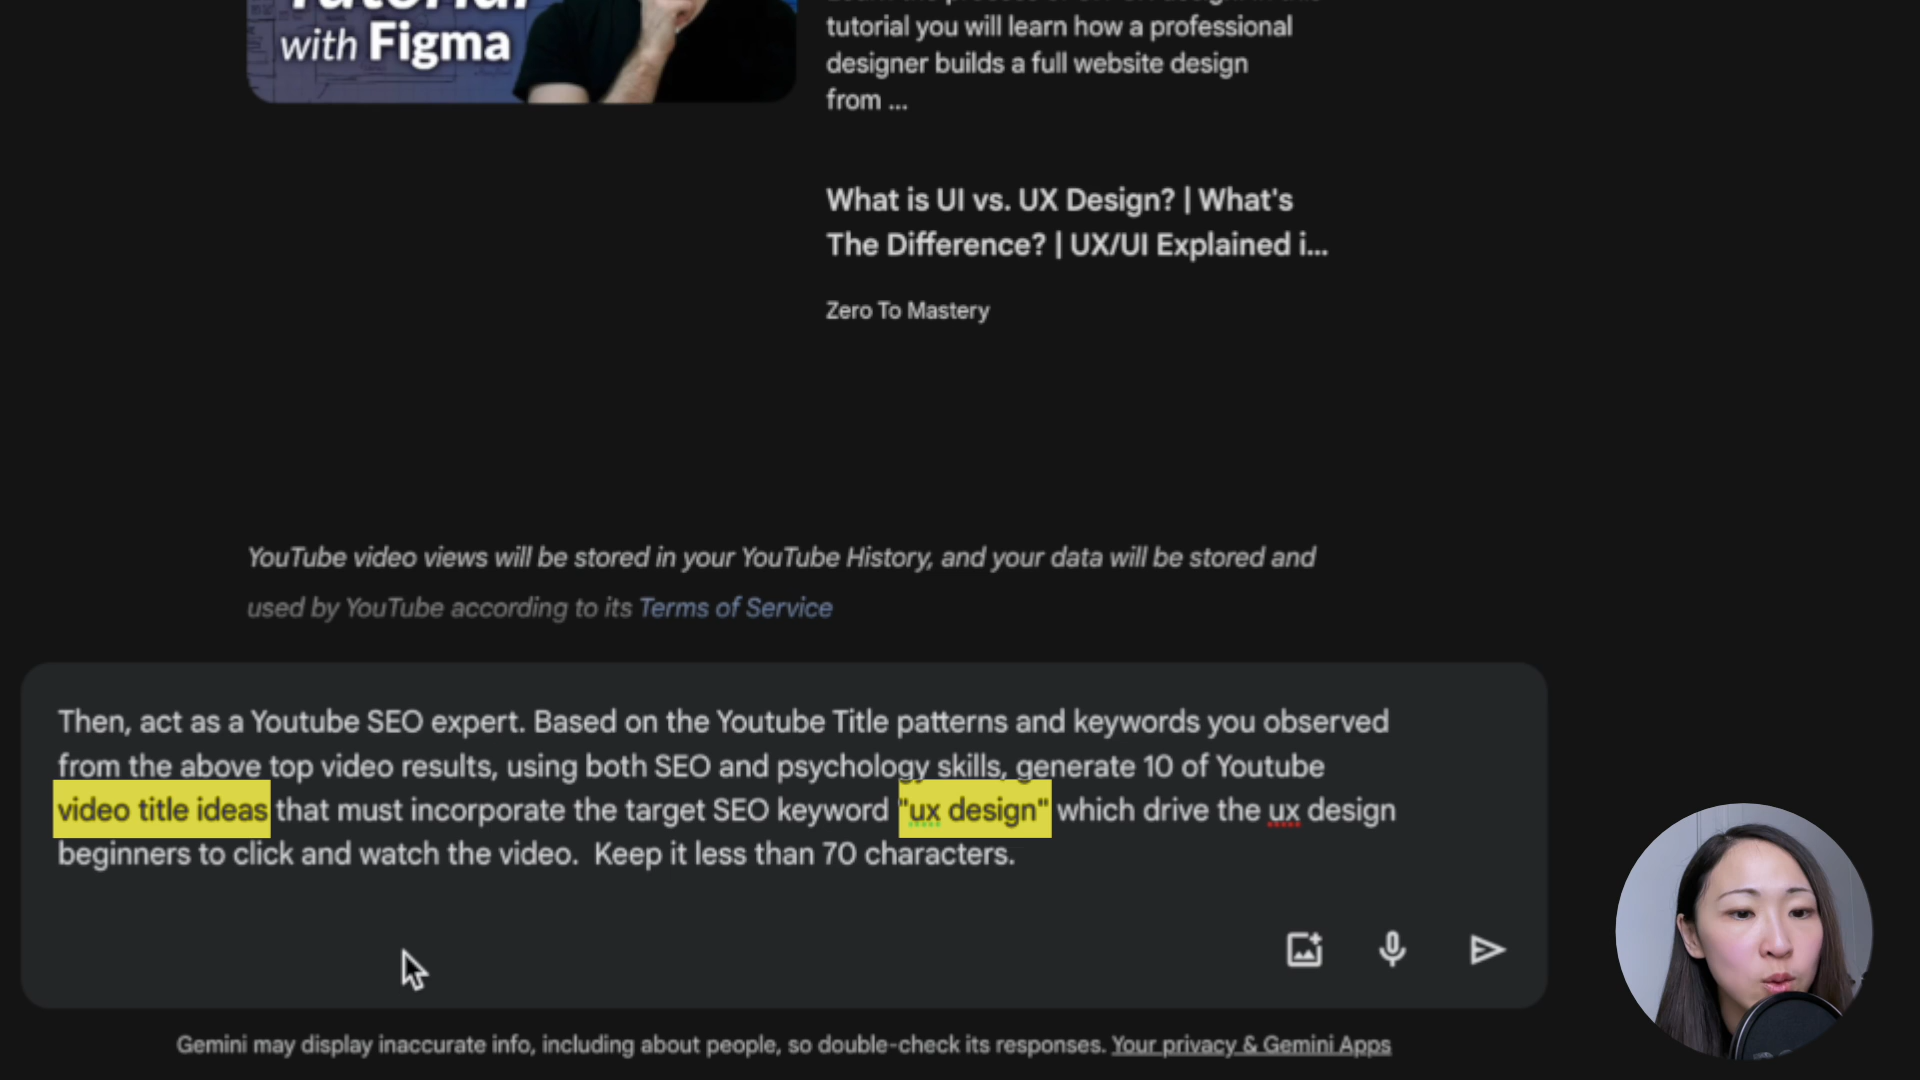 Tutorial
with Figma
tutorial you will learn how a professional
designer builds a full website design
from ...
What is UI vs. UX Design? | What's
The Difference? | UX/UI Explained i...
Zero To Mastery
YouTube video views will be stored in your YouTube History, and your data will be stored and
used by YouTube according to its Terms of Service
Then, act as a Youtube SEO expert. Based on the Youtube Title patterns and keywords you observed
from the above top video results, using both SEO and psychology skills, generate 10 of Youtube
video title ideas that must incorporate the target SEO keyword "ux design" which drive the ux design
beginners to click and watch the video.  Keep it less than 70 characters.
Gemini may display inaccurate info, including about people, so double-check its responses. Your privacy & Gemini Apps